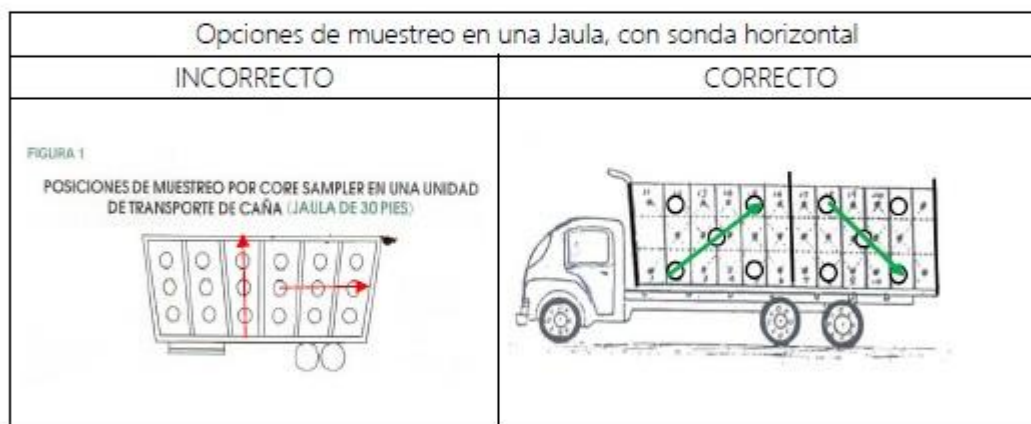 Opciones de muestreo en una Jaula, con sonda horizontal
INCORRECTO
CORRECTO
FIGURA 1
POSICIONES DE MUESTREO POR CORE SAMPLER EN UNA UNIDAD
DE TRANSPORTE DE CAÑA (JAULA DE 30 PIES)